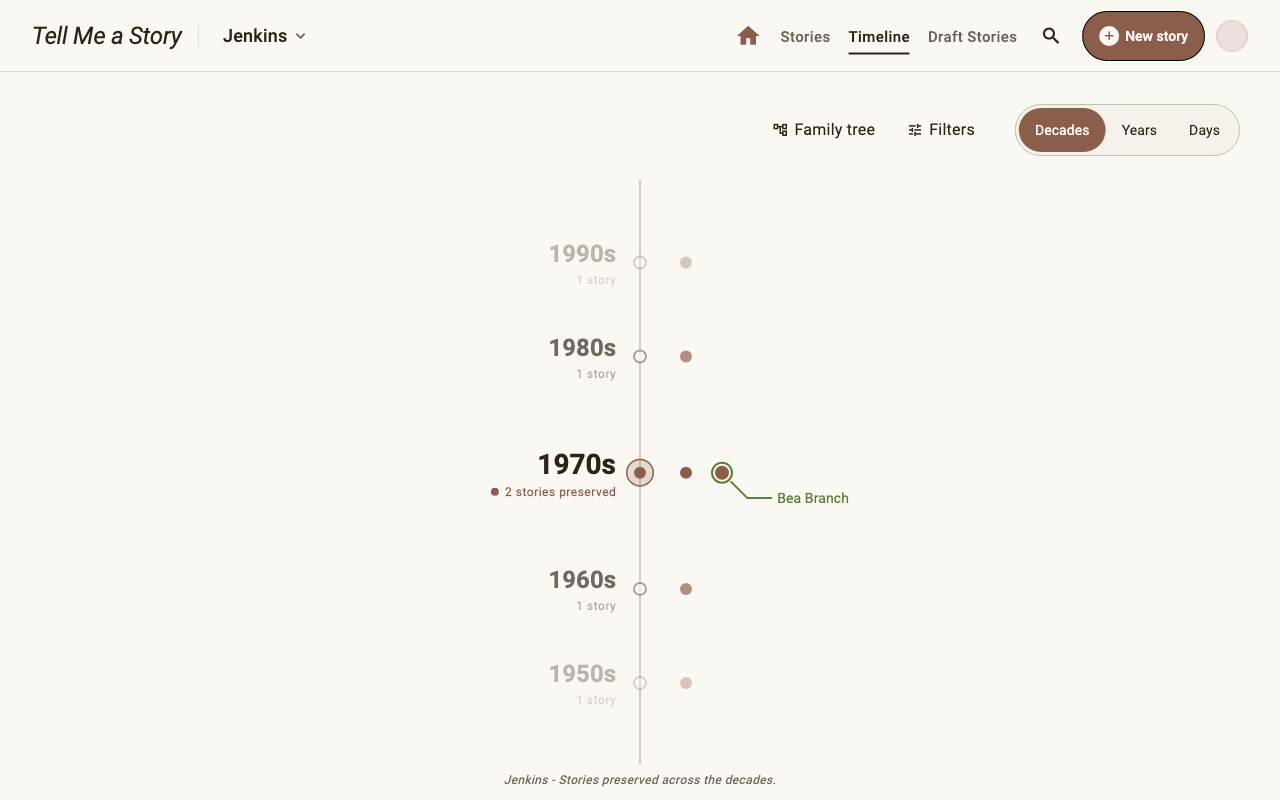 Tell Me a Story
Jenkins
Stories
Timeline
Draft Stories
New story
Family tree
Filters
Decades
Years
Days
1990s
1 story
1980s
1 story
1970s
2 stories preserved
Bea Branch
1960s
1 story
1950s
1 story
Jenkins - Stories preserved across the decades.